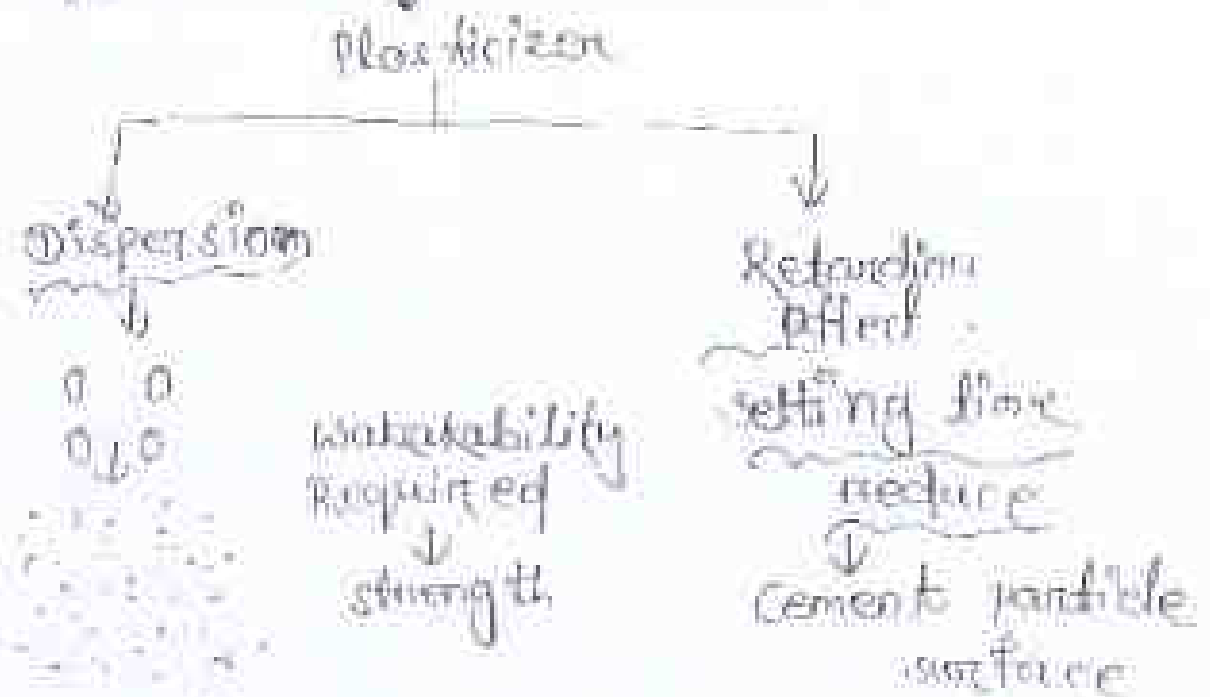 Plasticizer
Dispersion
Retarding
Effect
setting time
reduce
Workability
Required
strength
Cement particle
surface